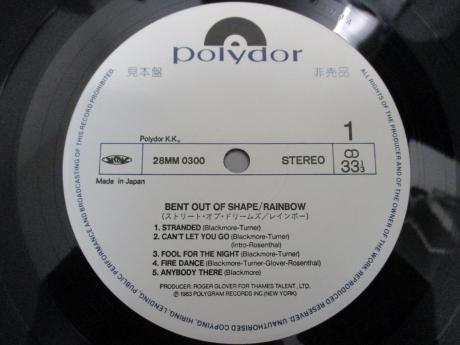 polydor
見本盤
非売品
Polydor K.K.,
1
28MM 0300
STEREO
CD
33 1/3
Made in Japan
BENT OUT OF SHAPE/RAINBOW
(ストリート・オブ・ドリームズ/レインボー)
1. STRANDED (Blackmore-Turner)
2. CAN'T LET YOU GO (Blackmore-Turner)
(Intro-Rosenthal)
3. FOOL FOR THE NIGHT (Blackmore-Turner)
4. FIRE DANCE (Blackmore-Turner-Glover-Rosenthal)
5. ANYBODY THERE (Blackmore)
PRODUCER: ROGER GLOVER FOR THAMES TALENT, LTD.
Ⓟ1983 POLYGRAM RECORDS INC.(NEW YORK)
ALL RIGHTS OF THE PRODUCER AND OF THE OWNER OF THE WORK REPRODUCED RESERVED. UNAUTHORISED COPYING, HIRING, LENDING, PUBLIC PERFORMANCE AND BROADCASTING OF THIS RECORD PROHIBITED.